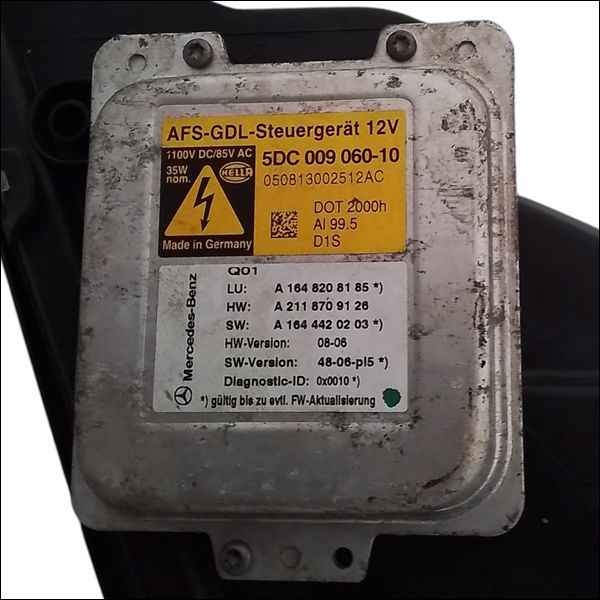 AFS-GDL-Steuergerät 12V
1100V DC/85V AC
35W
nom.
HELLA
5DC 009 060-10
050813002512AC
DOT 2000h
Al 99.5
D1S
Made in Germany
Mercedes-Benz
Q01
LU: A 164 820 81 85 *)
HW: A 211 870 91 26
SW: A 164 442 02 03 *)
HW-Version: 08-06
SW-Version: 48-06-pl5 *)
Diagnostic-ID: 0x0010 *)
*) gültig bis zu evtl. FW-Aktualisierung